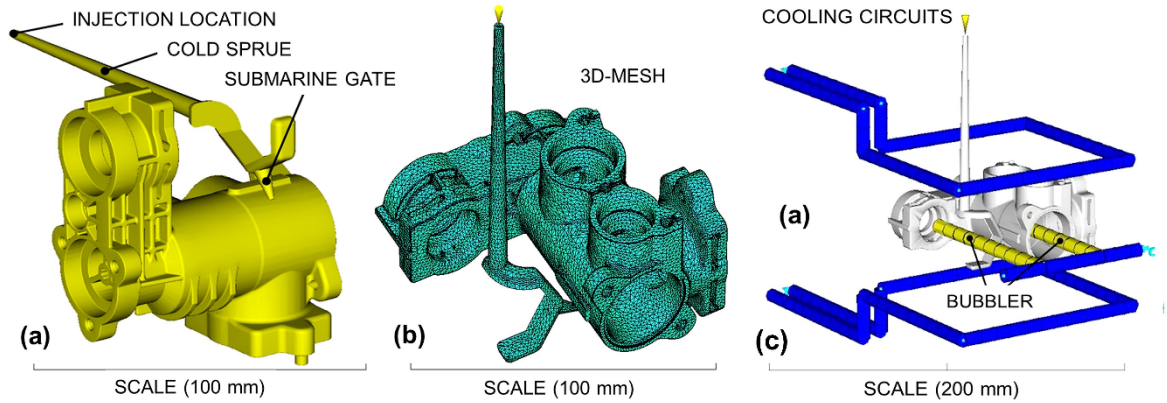 INJECTION LOCATION
COLD SPRUE
SUBMARINE GATE
(a)
SCALE (100 mm)
3D-MESH
(b)
SCALE (100 mm)
COOLING CIRCUITS
(a)
BUBBLER
(c)
SCALE (200 mm)